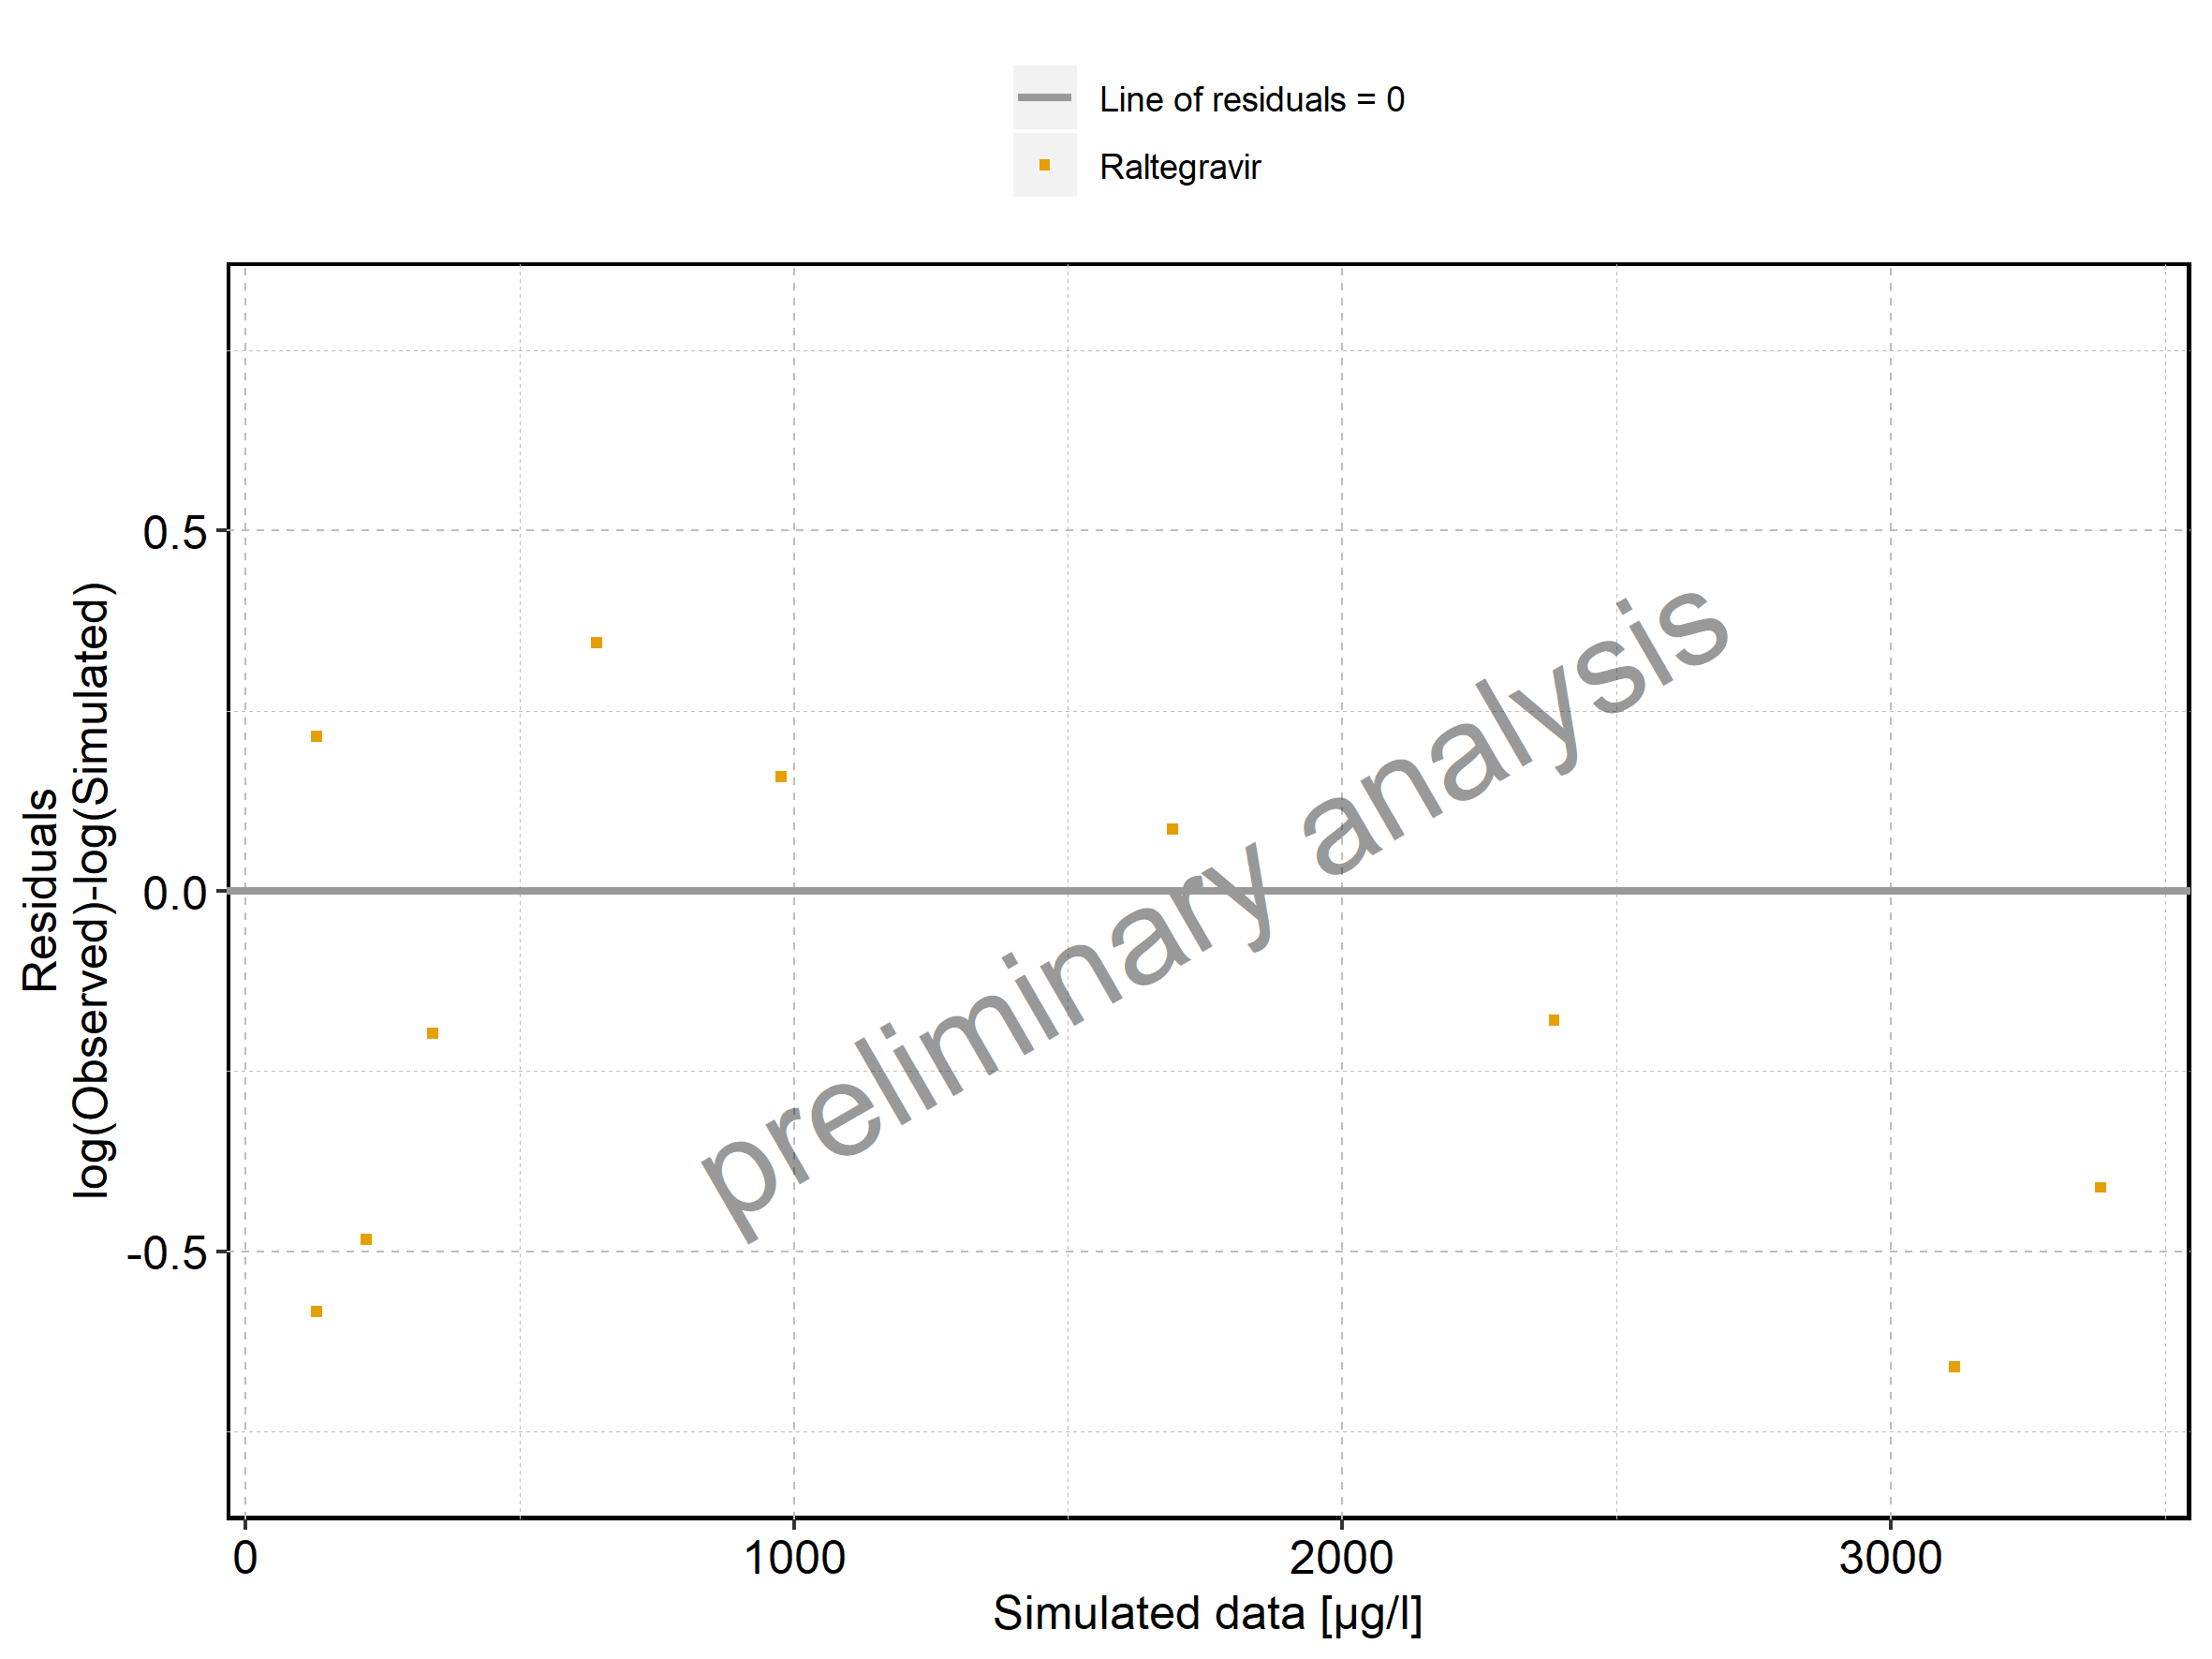 Line of residuals = 0
Raltegravir
Residuals
log(Observed)-log(Simulated)
0.5
0.0
-0.5
preliminary analysis
0 1000 2000 3000
Simulated data [µg/l]